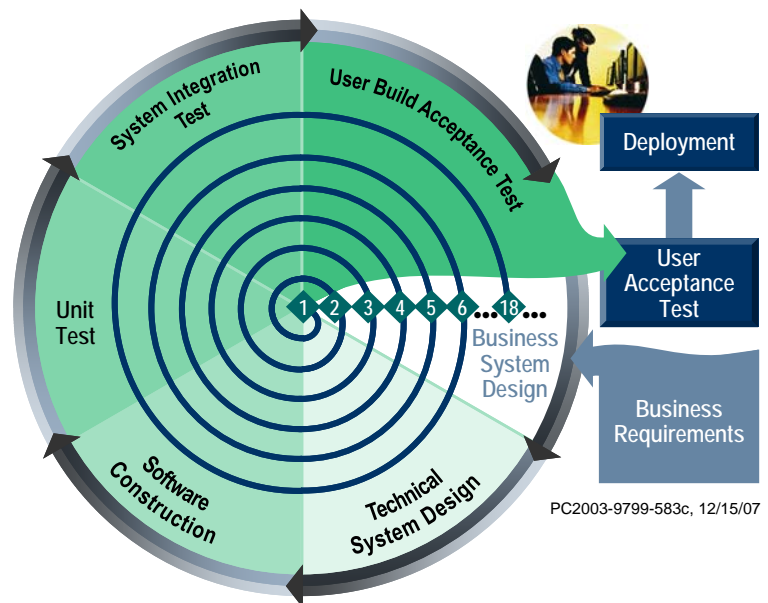 System Integration
Test
User Build Acceptance Test
Deployment
User
Acceptance
Test
Unit
Test
1 2 3 4 5 6 ...18...
Business
System
Design
Business
Requirements
Software
Construction
Technical
System Design
PC2003-9799-583c, 12/15/07